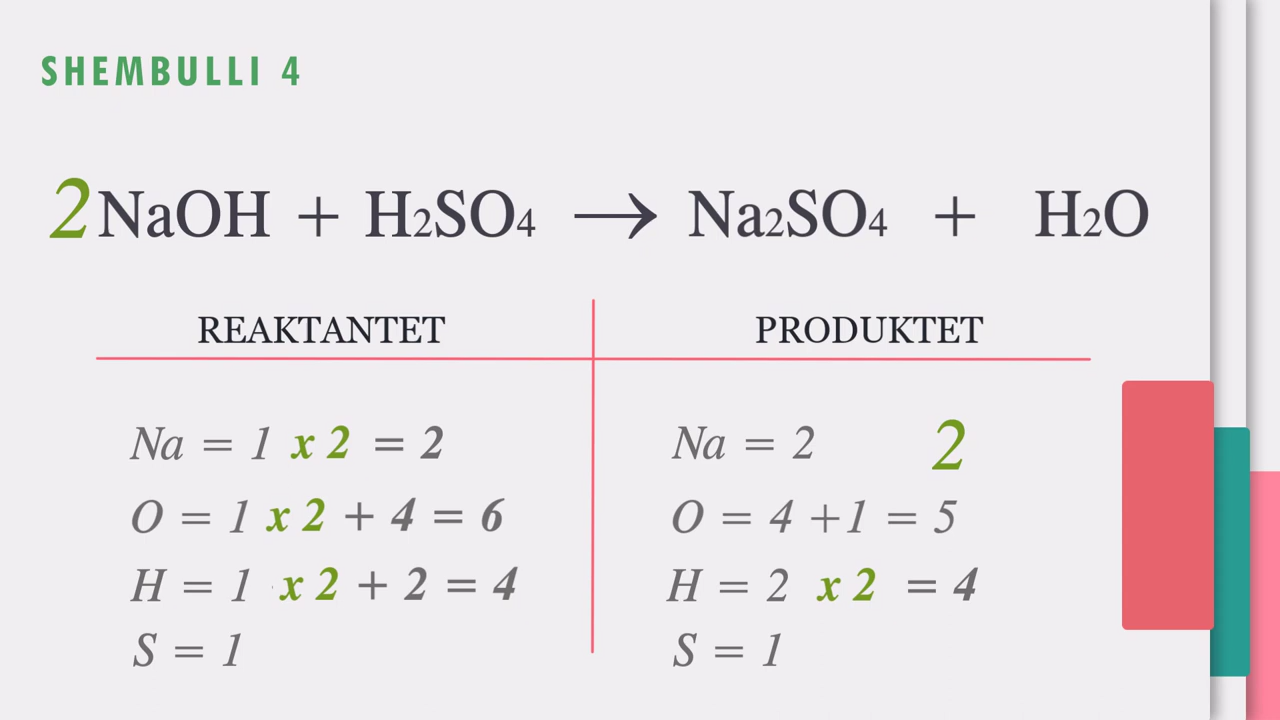 SHEMBULLI 4
2NaOH + H2SO4 → Na2SO4 + H2O
REAKTANTET PRODUKTET
Na = 1 x 2 = 2 Na = 2 2
O = 1 x 2 + 4 = 6 O = 4 +1 = 5
H = 1 x 2 + 2 = 4 H = 2 x 2 = 4
S = 1 S = 1